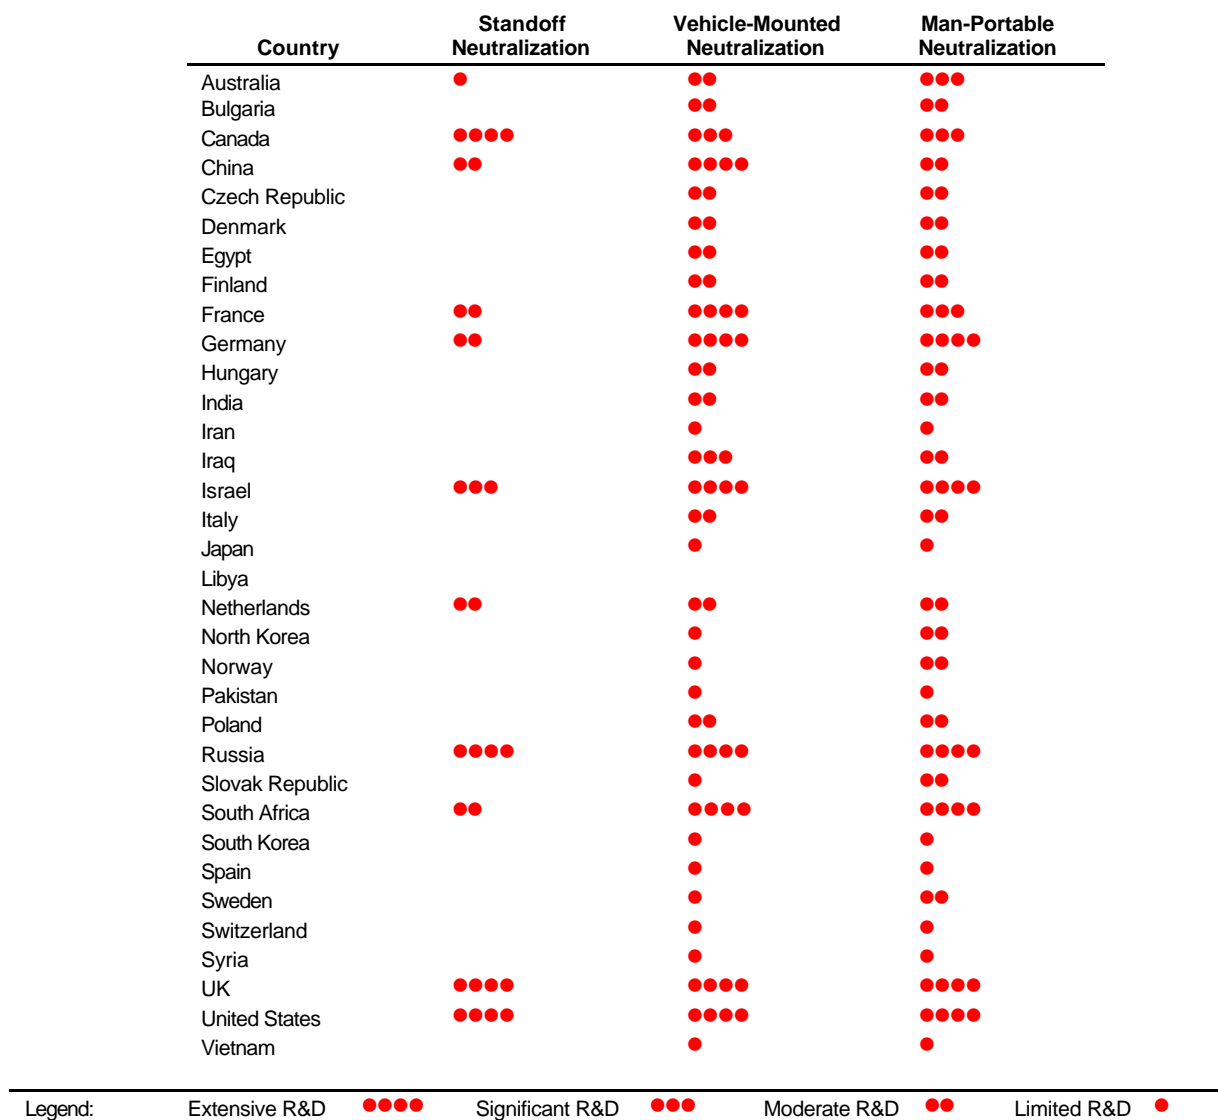 Country Standoff Neutralization Vehicle-Mounted Neutralization Man-Portable Neutralization
Australia ● ●● ●●●
Bulgaria ●● ●●
Canada ●●●● ●●● ●●●
China ●● ●●●● ●●
Czech Republic ●● ●●
Denmark ●● ●●
Egypt ●● ●●
Finland ●● ●●
France ●● ●●●● ●●●
Germany ●● ●●●● ●●●●
Hungary ●● ●●
India ●● ●●
Iran ● ●
Iraq ●●● ●●
Israel ●●● ●●●● ●●●●
Italy ●● ●●
Japan ● ●
Libya
Netherlands ●● ●● ●●
North Korea ● ●●
Norway ● ●●
Pakistan ● ●
Poland ●● ●●
Russia ●●●● ●●●● ●●●●
Slovak Republic ● ●●
South Africa ●● ●●●● ●●●●
South Korea ● ●
Spain ● ●
Sweden ● ●●
Switzerland ● ●
Syria ● ●
UK ●●●● ●●●● ●●●●
United States ●●●● ●●●● ●●●●
Vietnam ● ●
Legend: Extensive R&D ●●●● Significant R&D ●●● Moderate R&D ●● Limited R&D ●